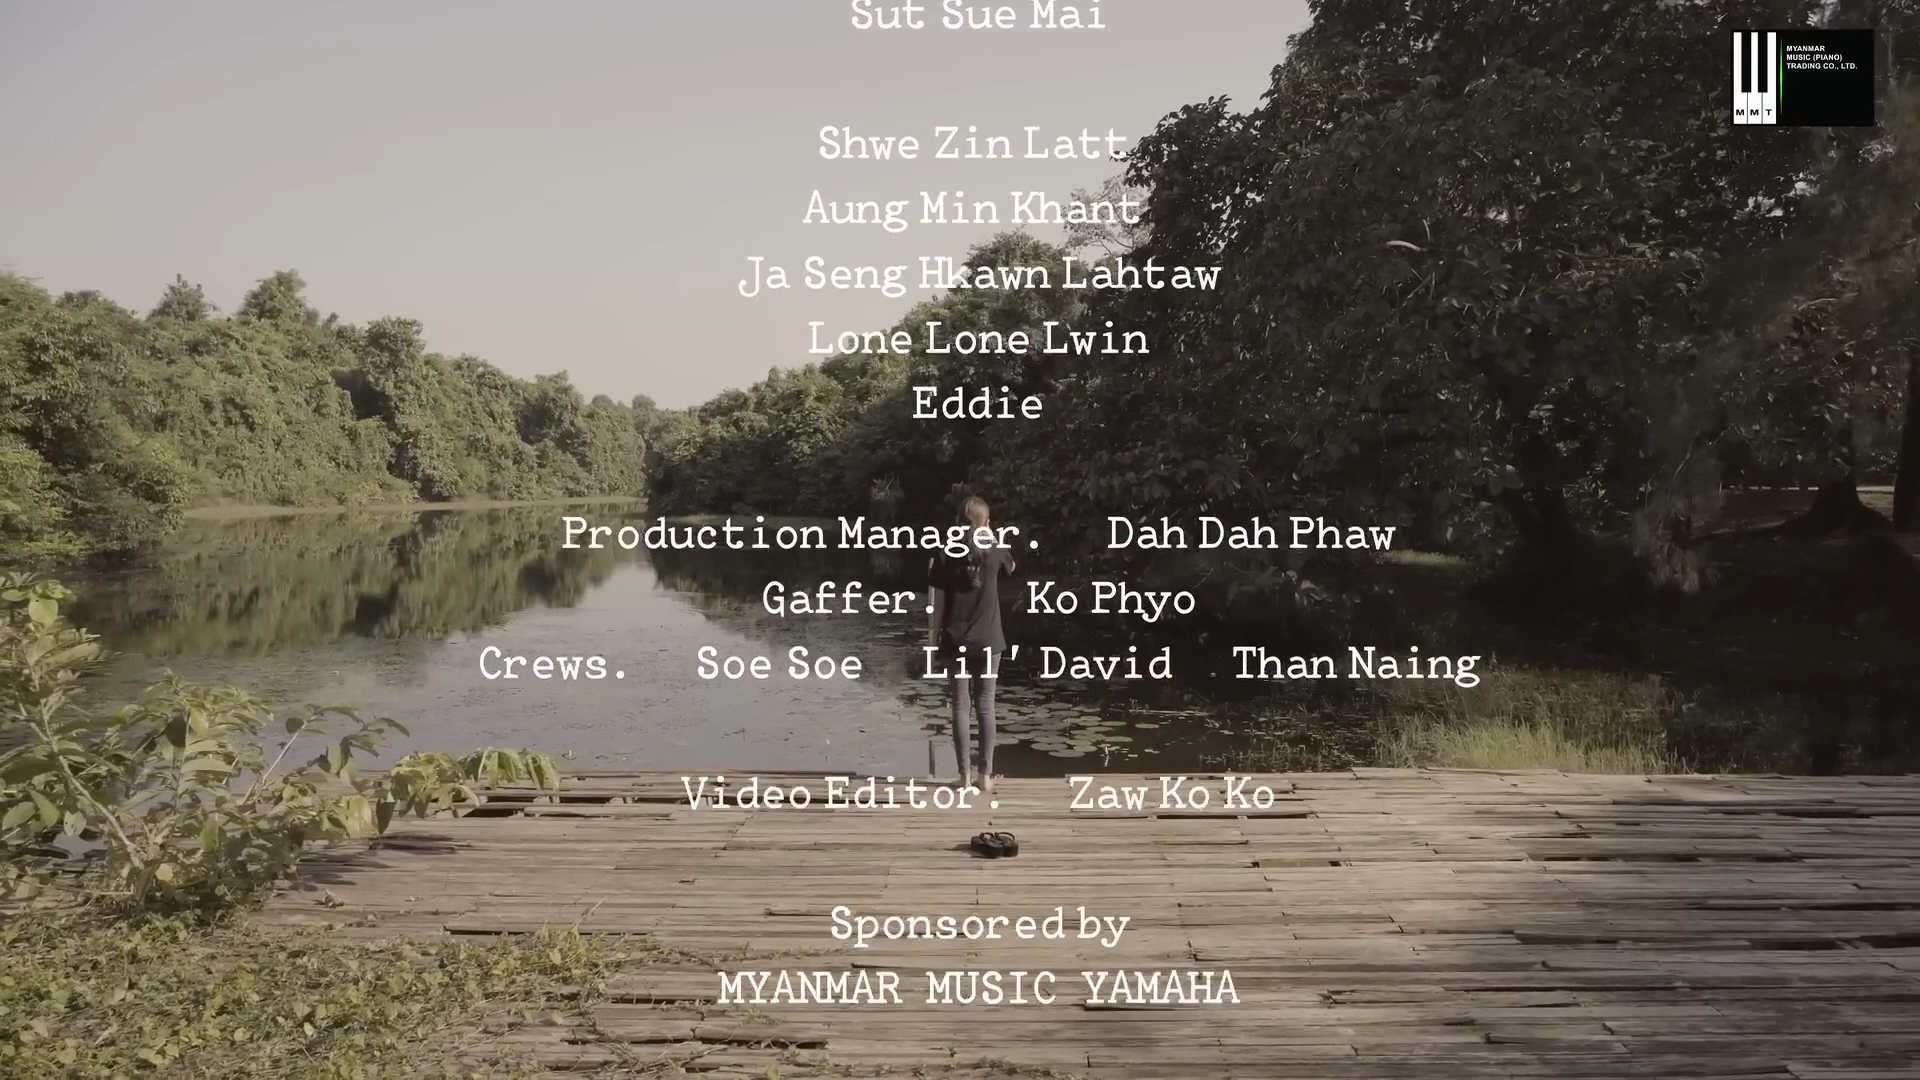 Sut Sue Mai
MYANMAR
MUSIC (PIANO)
TRADING CO., LTD.
M M T
Shwe Zin Latt
Aung Min Khant
Ja Seng Hkawn Lahtaw
Lone Lone Lwin
Eddie
Production Manager. Dah Dah Phaw
Gaffer. Ko Phyo
Crews. Soe Soe Lil' David Than Naing
Video Editor. Zaw Ko Ko
Sponsored by
MYANMAR MUSIC YAMAHA